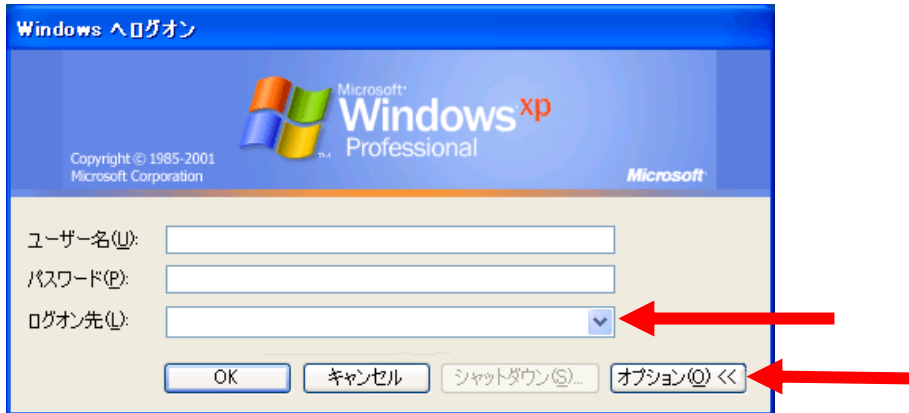 Windows へログオン
Microsoft
Windows xp
Professional
Copyright © 1985-2001
Microsoft Corporation
Microsoft
ユーザー名(U):
パスワード(P):
ログオン先(L):
OK キャンセル シャットダウン(S)... オプション(O) <<